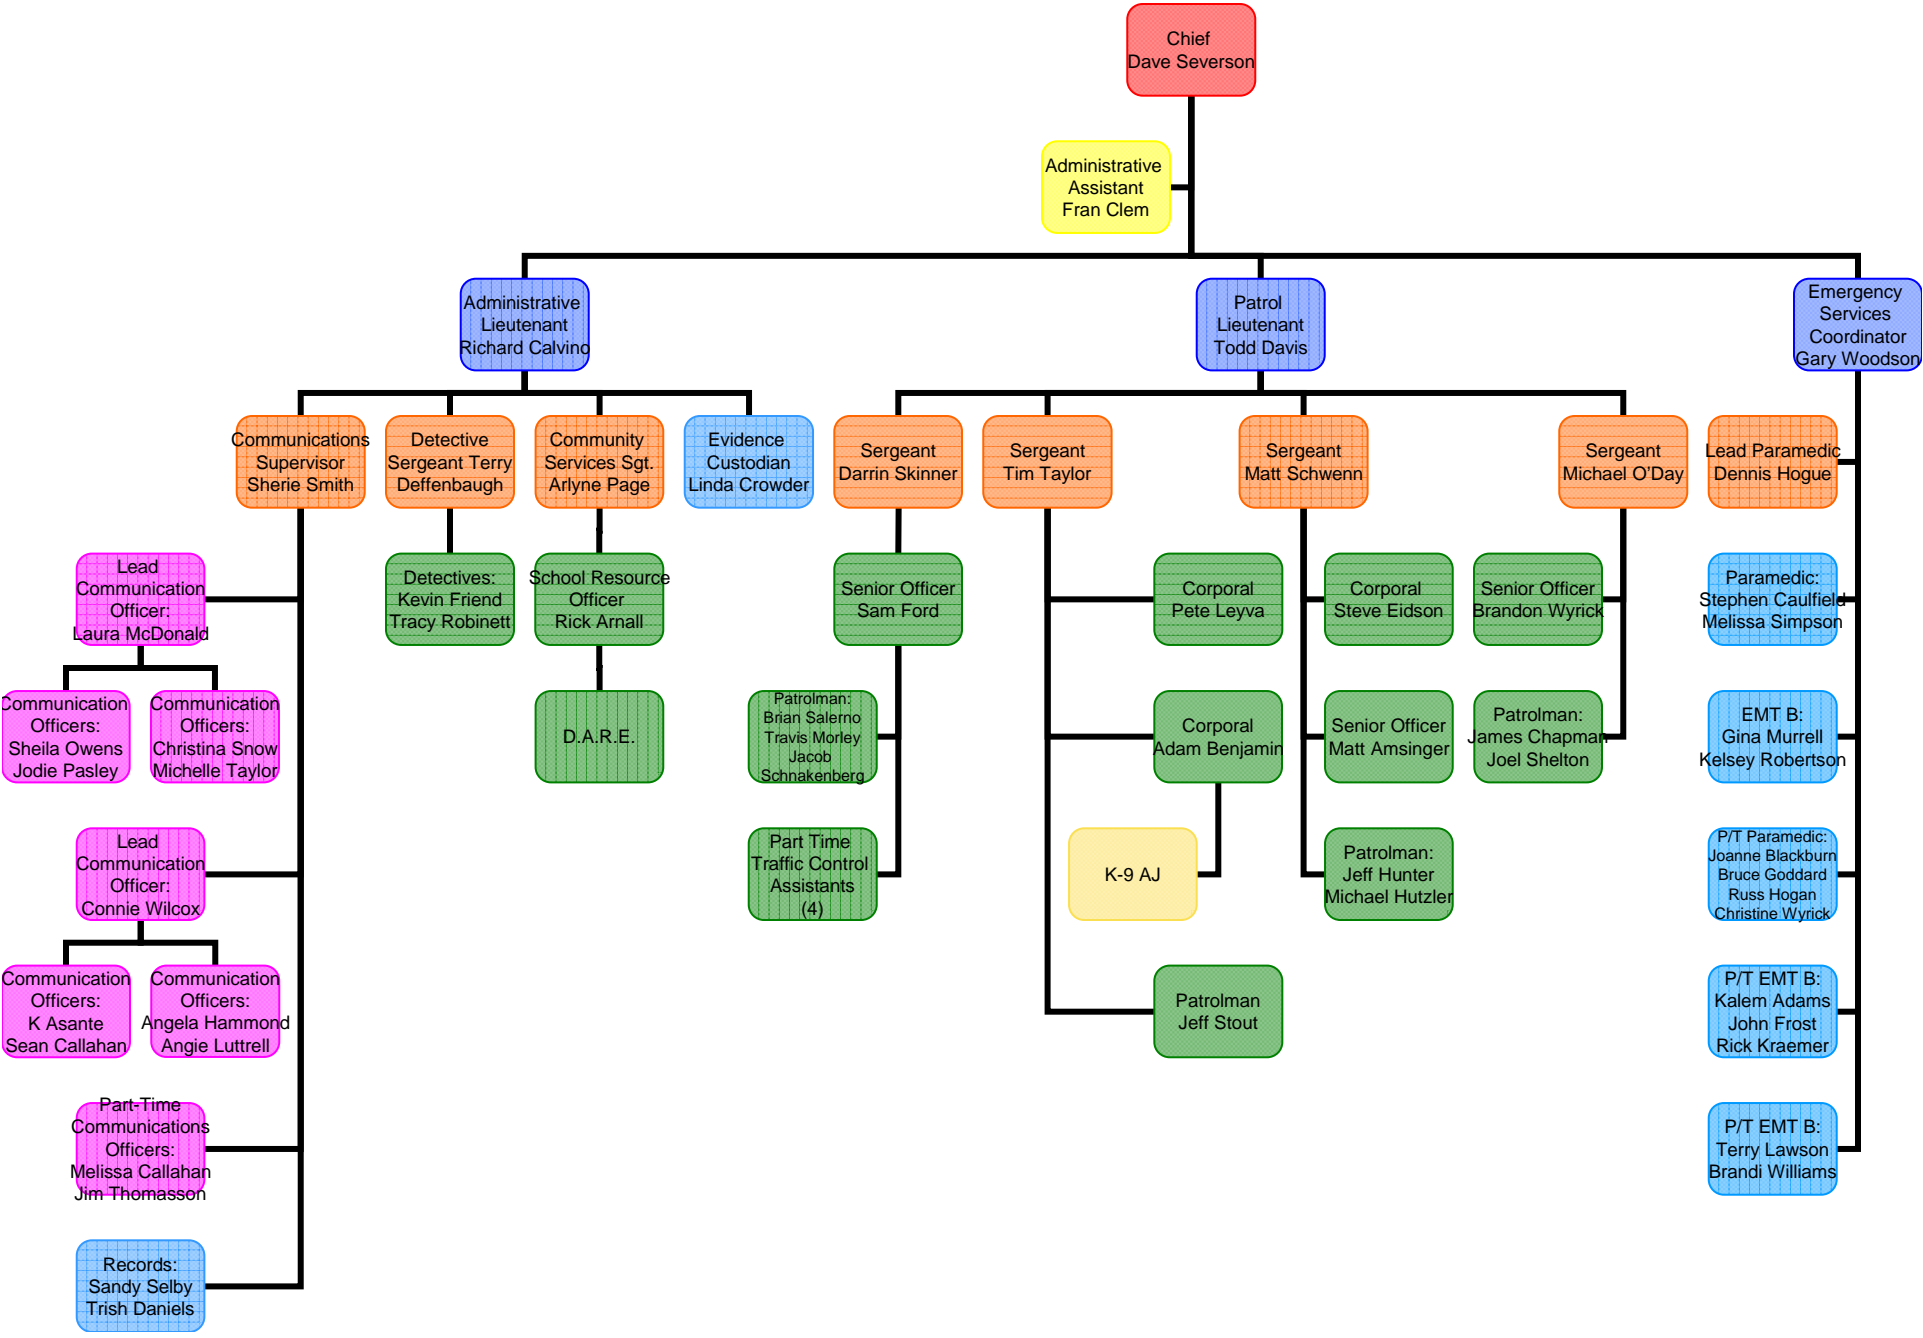 Chief
Dave Severson
Administrative
Assistant
Fran Clem
Administrative
Lieutenant
Richard Calvino
Patrol
Lieutenant
Todd Davis
Emergency
Services
Coordinator
Gary Woodson
Communications
Supervisor
Sherie Smith
Detective
Sergeant Terry
Deffenbaugh
Community
Services Sgt.
Arlyne Page
Evidence
Custodian
Linda Crowder
Sergeant
Darrin Skinner
Sergeant
Tim Taylor
Sergeant
Matt Schwenn
Sergeant
Michael O'Day
Lead Paramedic
Dennis Hogue
Lead
Communication
Officer:
Laura McDonald
Detectives:
Kevin Friend
Tracy Robinett
School Resource
Officer
Rick Arnall
Senior Officer
Sam Ford
Corporal
Pete Leyva
Corporal
Steve Eidson
Senior Officer
Brandon Wyrick
Paramedic:
Stephen Caulfield
Melissa Simpson
Communication
Officers:
Sheila Owens
Jodie Pasley
Communication
Officers:
Christina Snow
Michelle Taylor
D.A.R.E.
Patrolman:
Brian Salerno
Travis Morley
Jacob
Schnakenberg
Corporal
Adam Benjamin
Senior Officer
Matt Amsinger
Patrolman:
James Chapman
Joel Shelton
EMT B:
Gina Murrell
Kelsey Robertson
Lead
Communication
Officer:
Connie Wilcox
Part Time
Traffic Control
Assistants
(4)
K-9 AJ
Patrolman:
Jeff Hunter
Michael Hutzler
P/T Paramedic:
Joanne Blackburn
Bruce Goddard
Russ Hogan
Christine Wyrick
Communication
Officers:
K Asante
Sean Callahan
Communication
Officers:
Angela Hammond
Angie Luttrell
Patrolman
Jeff Stout
P/T EMT B:
Kalem Adams
John Frost
Rick Kraemer
Part-Time
Communications
Officers:
Melissa Callahan
Jim Thomasson
P/T EMT B:
Terry Lawson
Brandi Williams
Records:
Sandy Selby
Trish Daniels